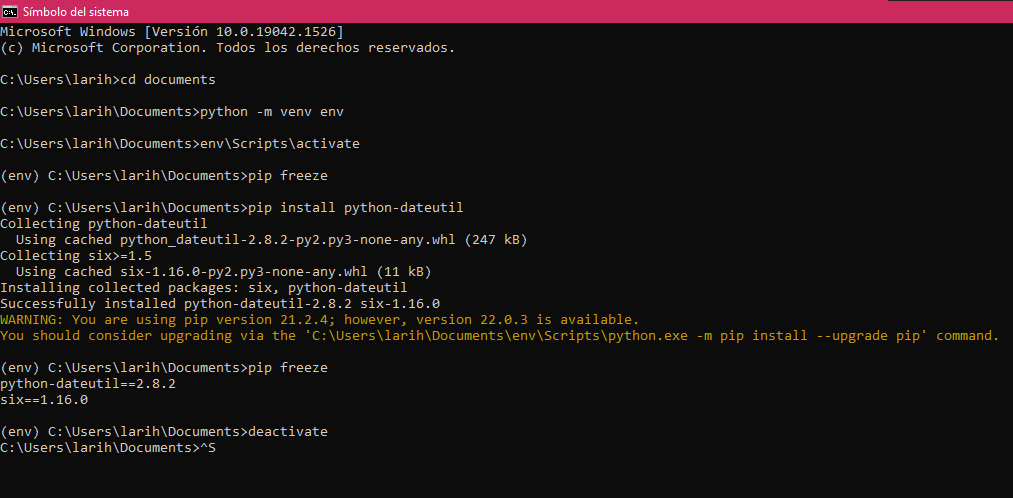 Símbolo del sistema
Microsoft Windows [Versión 10.0.19042.1526]
(c) Microsoft Corporation. Todos los derechos reservados.
C:\Users\larih>cd documents
C:\Users\larih\Documents>python -m venv env
C:\Users\larih\Documents>env\Scripts\activate
(env) C:\Users\larih\Documents>pip freeze
(env) C:\Users\larih\Documents>pip install python-dateutil
Collecting python-dateutil
  Using cached python_dateutil-2.8.2-py2.py3-none-any.whl (247 kB)
Collecting six>=1.5
  Using cached six-1.16.0-py2.py3-none-any.whl (11 kB)
Installing collected packages: six, python-dateutil
Successfully installed python-dateutil-2.8.2 six-1.16.0
WARNING: You are using pip version 21.2.4; however, version 22.0.3 is available.
You should consider upgrading via the 'C:\Users\larih\Documents\env\Scripts\python.exe -m pip install --upgrade pip' command.
(env) C:\Users\larih\Documents>pip freeze
python-dateutil==2.8.2
six==1.16.0
(env) C:\Users\larih\Documents>deactivate
C:\Users\larih\Documents>^S